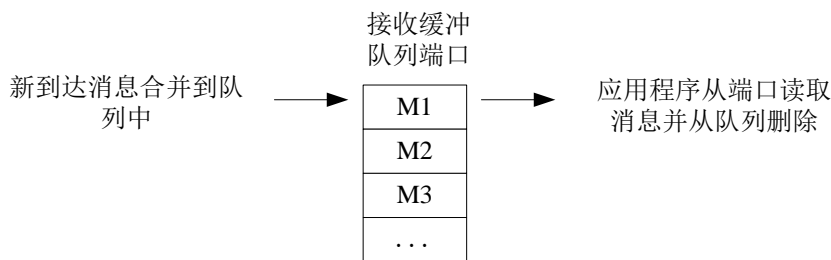 接收缓冲
队列端口
新到达消息合并到队
列中
M1
M2
M3
...
应用程序从端口读取
消息并从队列删除